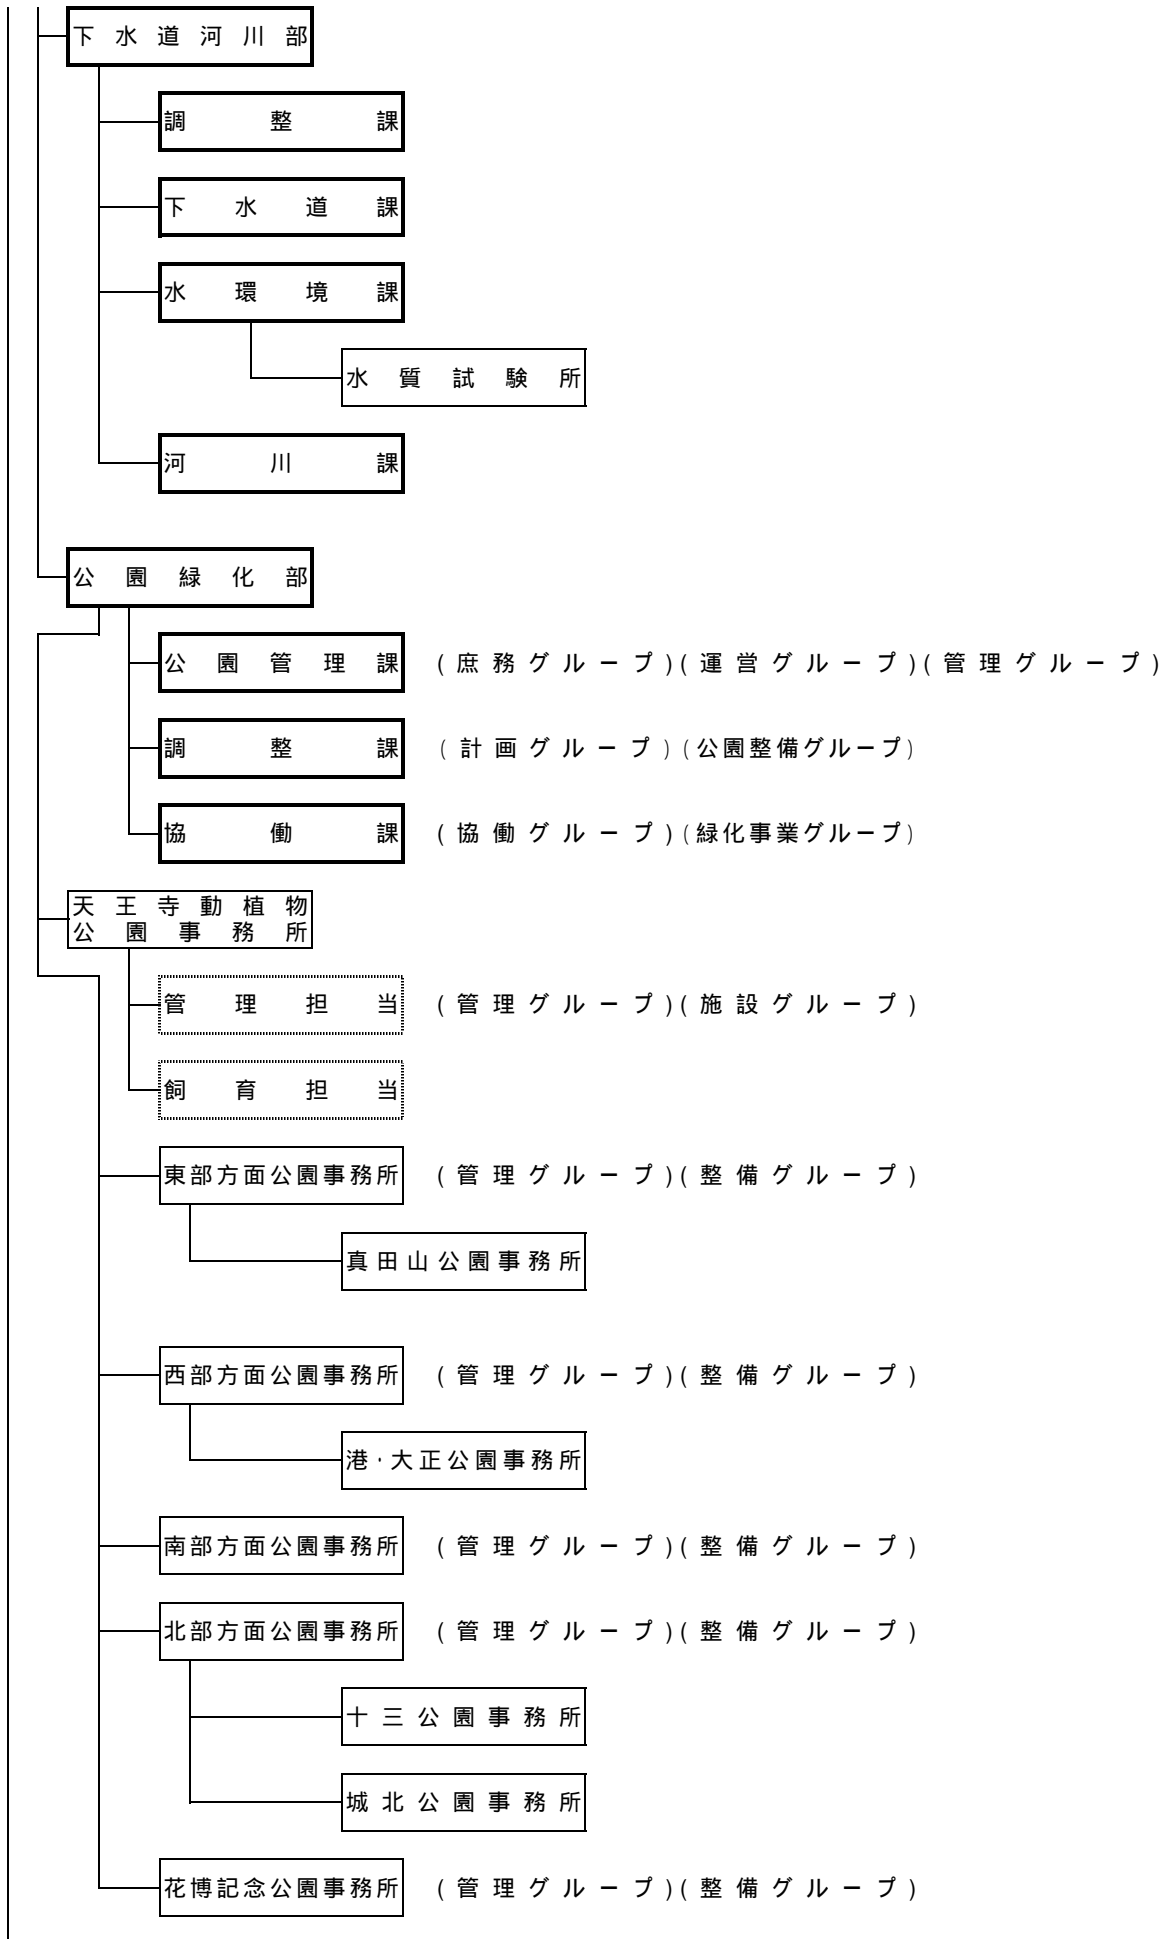 下水道河川部
調整課
下水道課
水環境課
水質試験所
河川課
公園緑化部
公園管理課 (庶務グループ)(運営グループ)(管理グループ)
調整課 (計画グループ)(公園整備グループ)
協働課 (協働グループ)(緑化事業グループ)
天王寺動植物
公園事務所
管理担当 (管理グループ)(施設グループ)
飼育担当
東部方面公園事務所 (管理グループ)(整備グループ)
真田山公園事務所
西部方面公園事務所 (管理グループ)(整備グループ)
港・大正公園事務所
南部方面公園事務所 (管理グループ)(整備グループ)
北部方面公園事務所 (管理グループ)(整備グループ)
十三公園事務所
城北公園事務所
花博記念公園事務所 (管理グループ)(整備グループ)